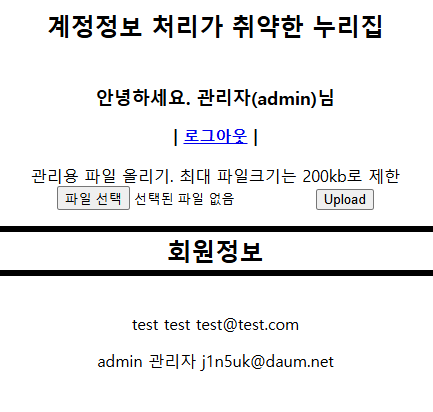 계정정보 처리가 취약한 누리집
안녕하세요. 관리자(admin)님
| 로그아웃 |
관리용 파일 올리기. 최대 파일크기는 200kb로 제한
파일 선택 선택된 파일 없음 Upload
회원정보
test test test@test.com
admin 관리자 j1n5uk@daum.net